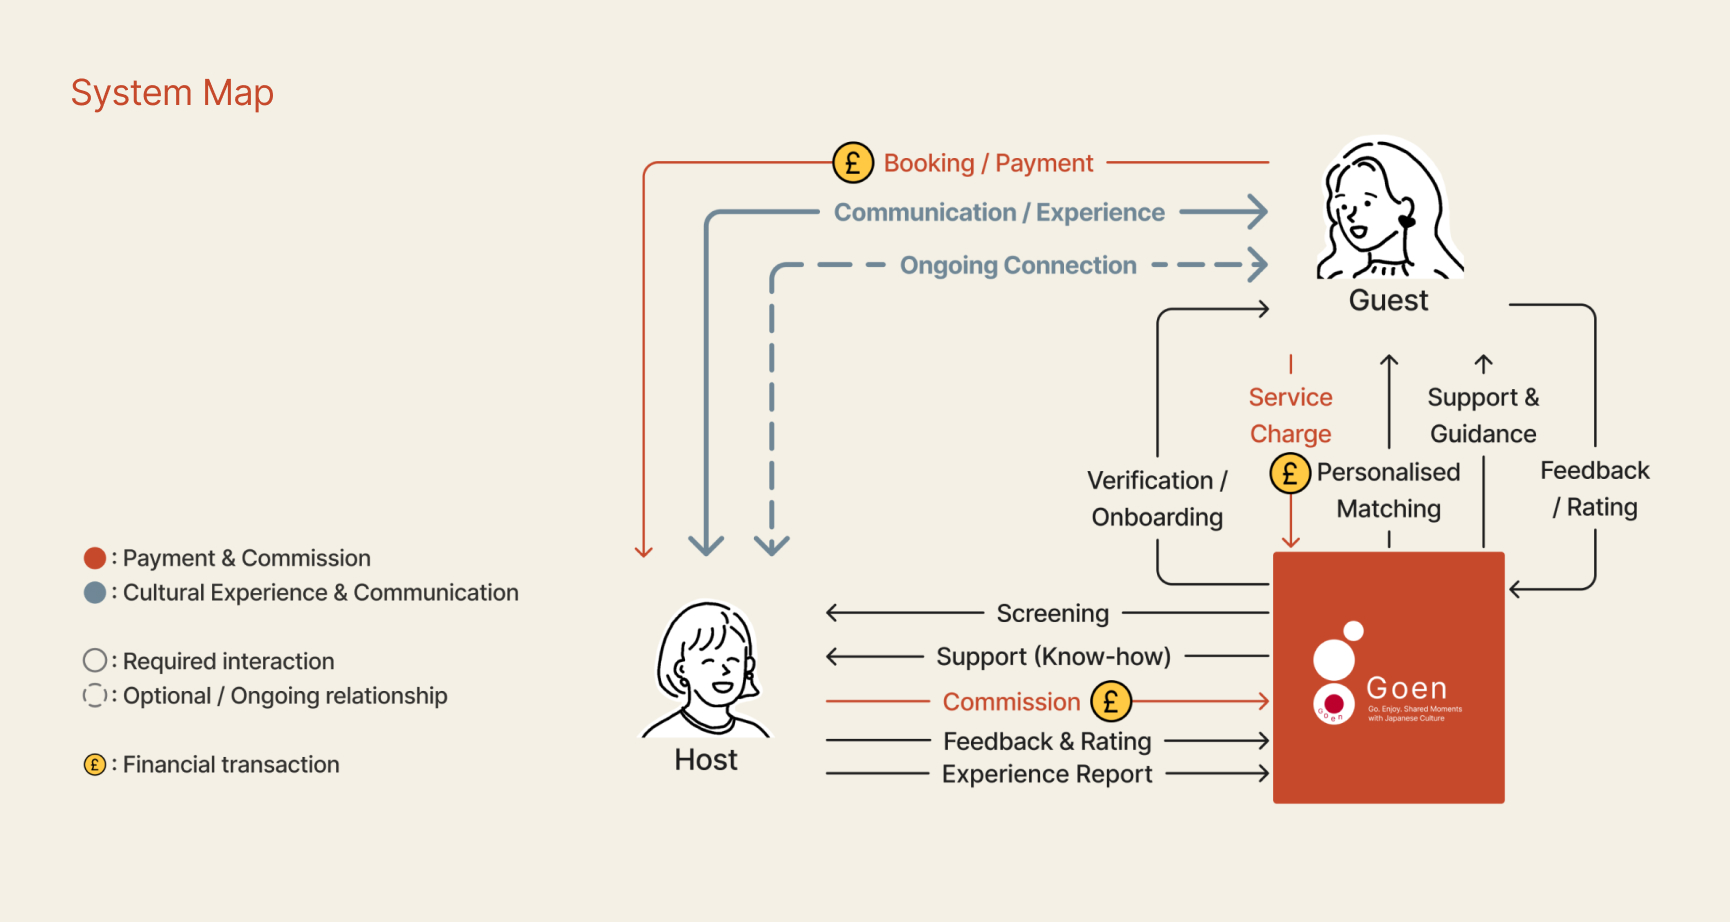 System Map
£ Booking / Payment
Communication / Experience
Ongoing Connection
Guest
Service
Charge
£
Support &
Guidance
Personalised
Matching
Feedback
/ Rating
Verification /
Onboarding
: Payment & Commission
: Cultural Experience & Communication
: Required interaction
: Optional / Ongoing relationship
£ : Financial transaction
Host
Screening
Support (Know-how)
Commission £
Feedback & Rating
Experience Report
Goen
Go. Enjoy. Shared Moments
with Japanese Culture
Goen